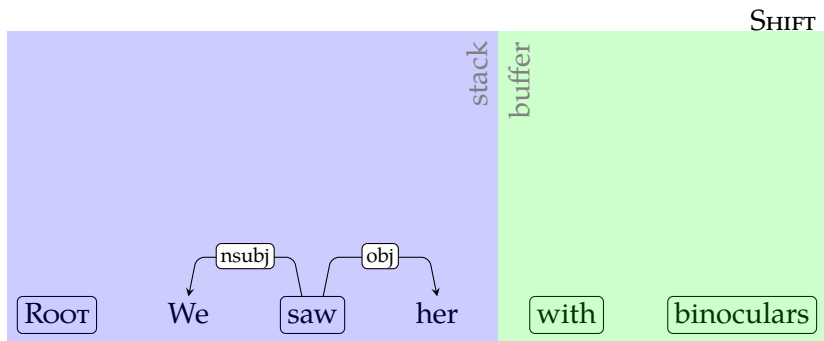 SHIFT
stack
buffer
nsubj obj
ROOT We saw her with binoculars